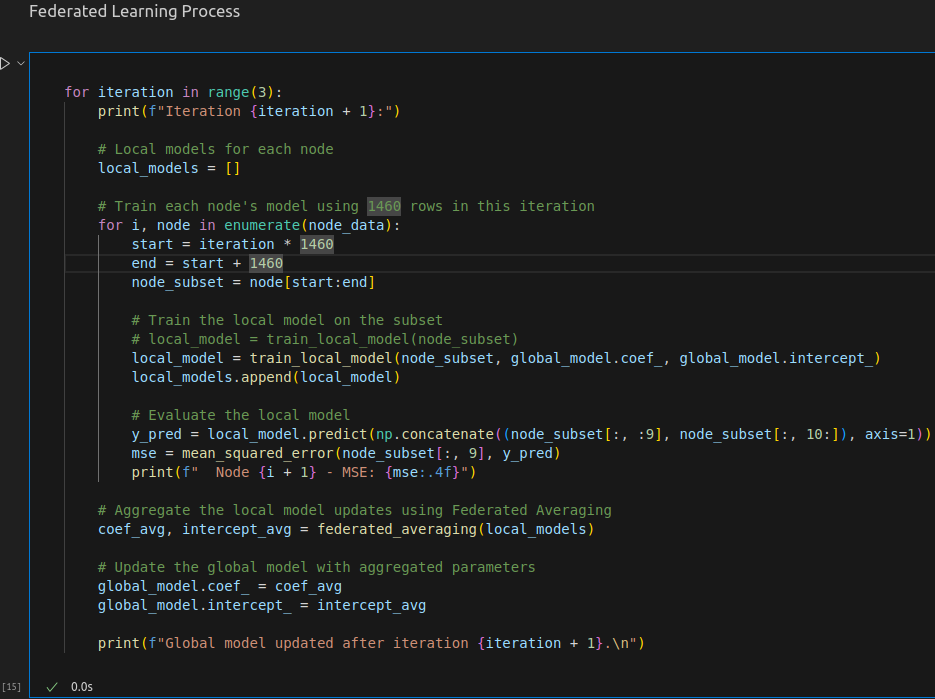 Federated Learning Process
for iteration in range(3):
    print(f"Iteration {iteration + 1}:")
    # Local models for each node
    local_models = []
    # Train each node's model using 1460 rows in this iteration
    for i, node in enumerate(node_data):
        start = iteration * 1460
        end = start + 1460
        node_subset = node[start:end]
        # Train the local model on the subset
        # local_model = train_local_model(node_subset)
        local_model = train_local_model(node_subset, global_model.coef_, global_model.intercept_)
        local_models.append(local_model)
        # Evaluate the local model
        y_pred = local_model.predict(np.concatenate((node_subset[:, :9], node_subset[:, 10:]), axis=1))
        mse = mean_squared_error(node_subset[:, 9], y_pred)
        print(f"  Node {i + 1} - MSE: {mse:.4f}")
    # Aggregate the local model updates using Federated Averaging
    coef_avg, intercept_avg = federated_averaging(local_models)
    # Update the global model with aggregated parameters
    global_model.coef_ = coef_avg
    global_model.intercept_ = intercept_avg
    print(f"Global model updated after iteration {iteration + 1}.\n")
[15] ✓ 0.0s